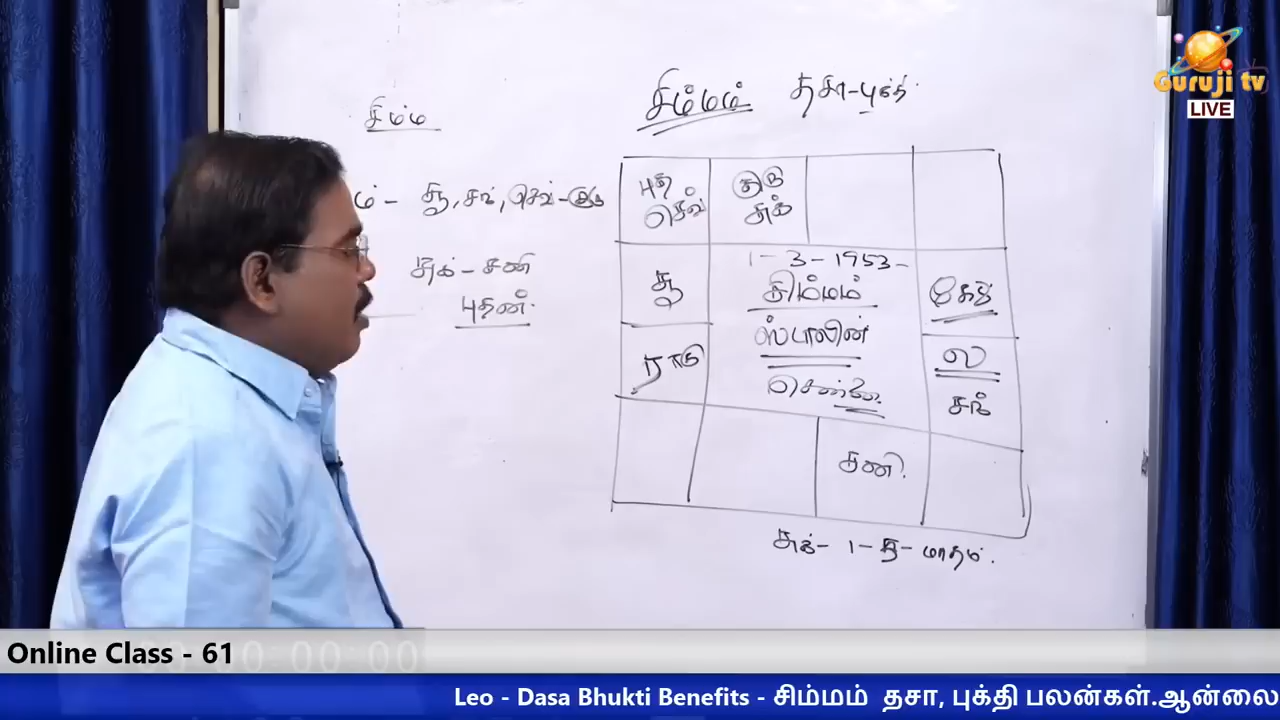 Guruji tv
LIVE
சிம்மம் தசா-புக்தி
சிம்ம
சூ, சந், செவ்-குரு
சுக்-சனி
புதன்.
புத
செவ்
குரு
சுக்
சூ
1-3-1953-
சிம்மம்
ஸ்டாலின்
சென்னை.
கேது
ராகு
ல
சந்
சனி.
சுக்- 1-
மாதம்.
Online Class - 61
Leo - Dasa Bhukti Benefits - சிம்மம் தசா, புக்தி பலன்கள்.ஆன்லை